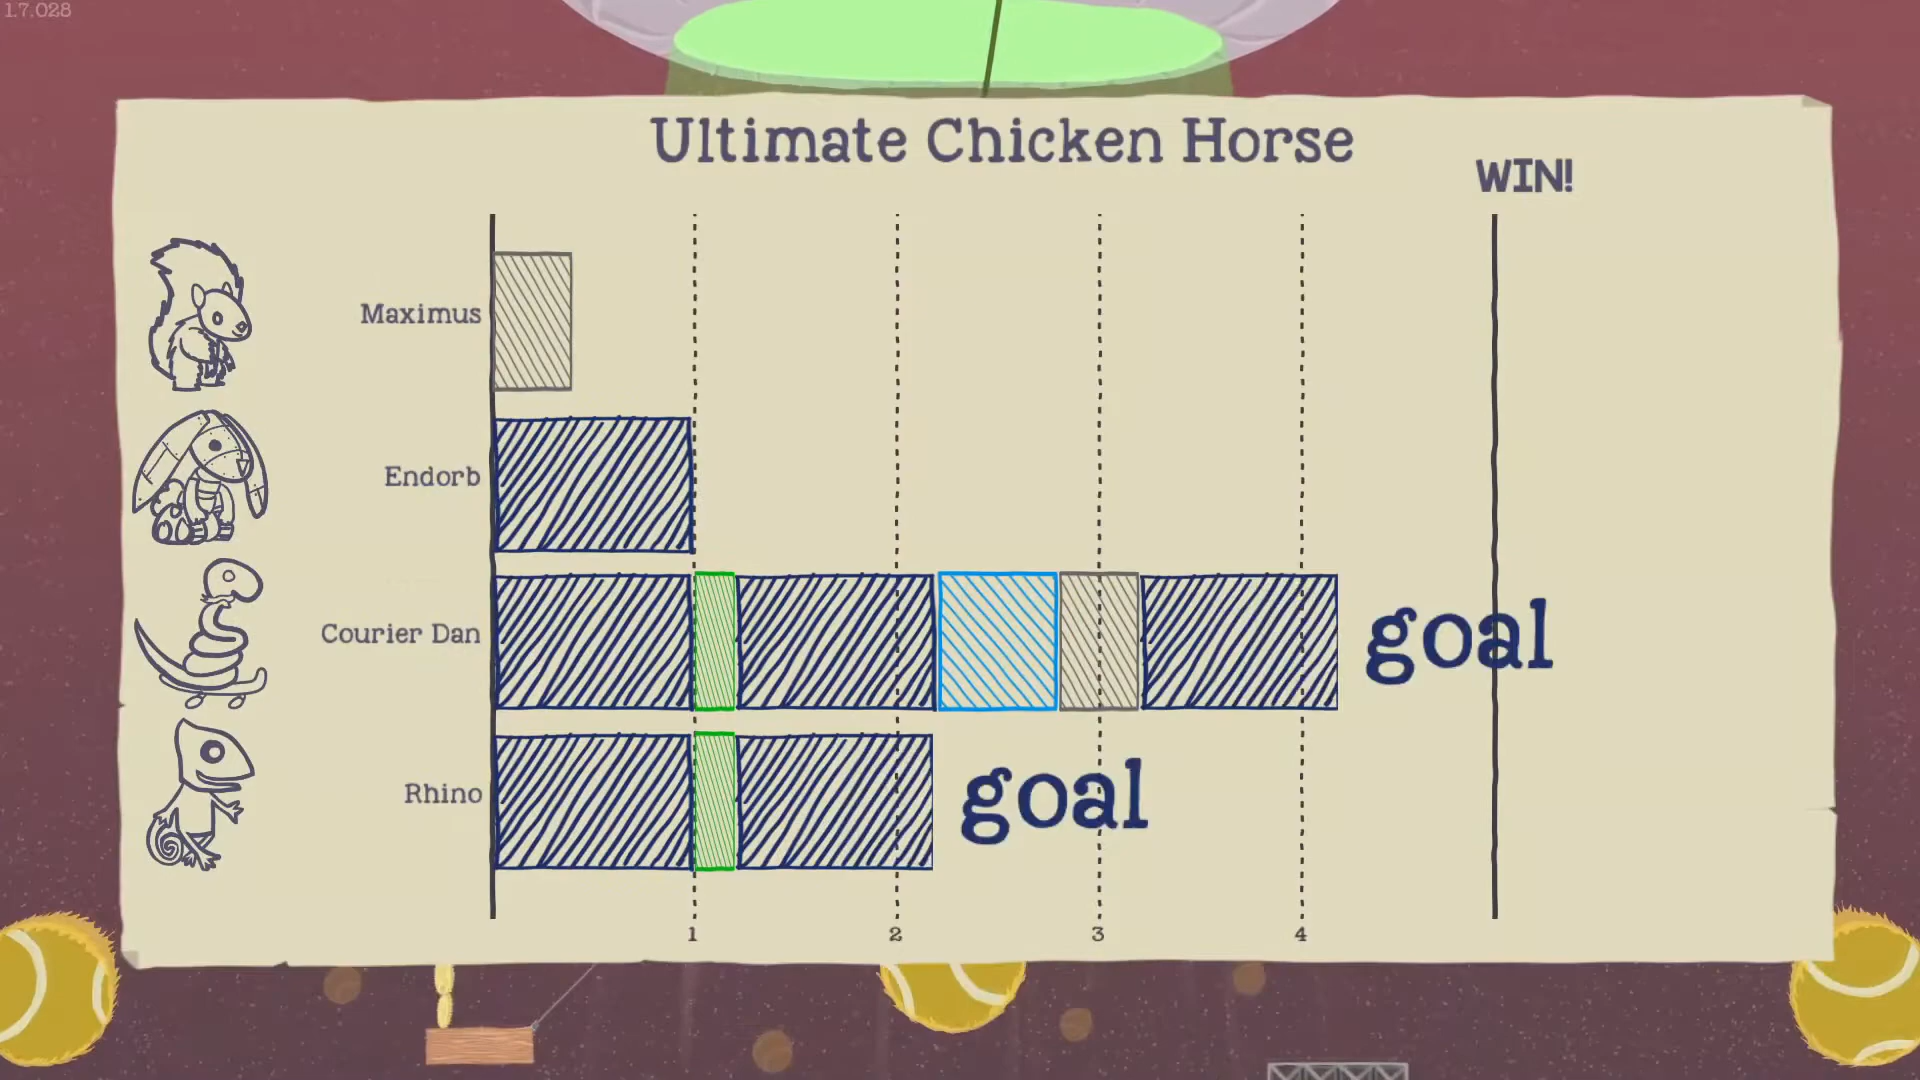 1.7.028
Ultimate Chicken Horse
WIN!
Maximus
Endorb
Courier Dan
goal
Rhino
goal
1 2 3 4